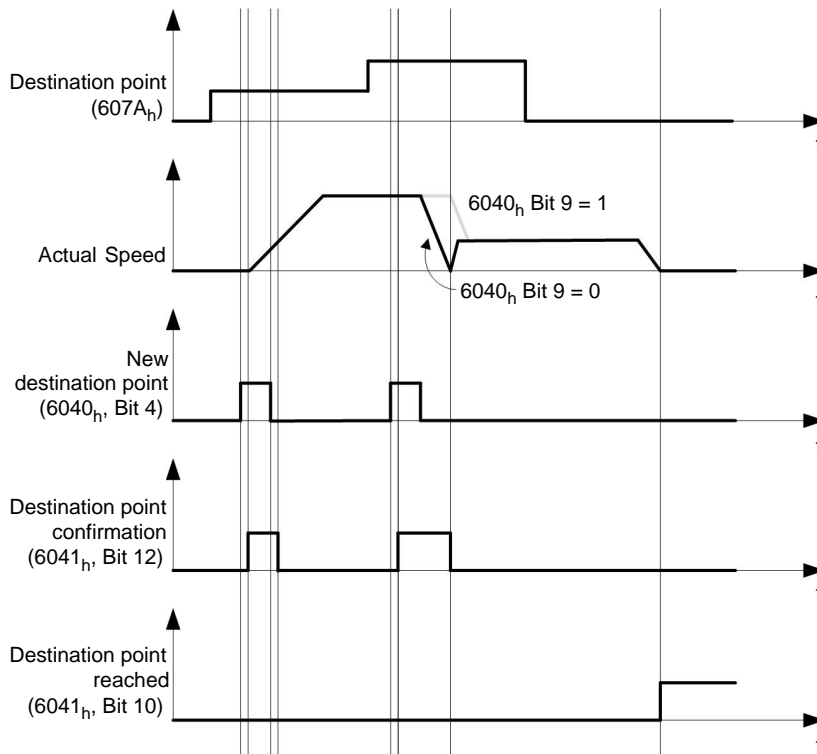 Destination point
(607Ah)
6040h Bit 9 = 1
Actual Speed
6040h Bit 9 = 0
New
destination point
(6040h, Bit 4)
Destination point
confirmation
(6041h, Bit 12)
Destination point
reached
(6041h, Bit 10)